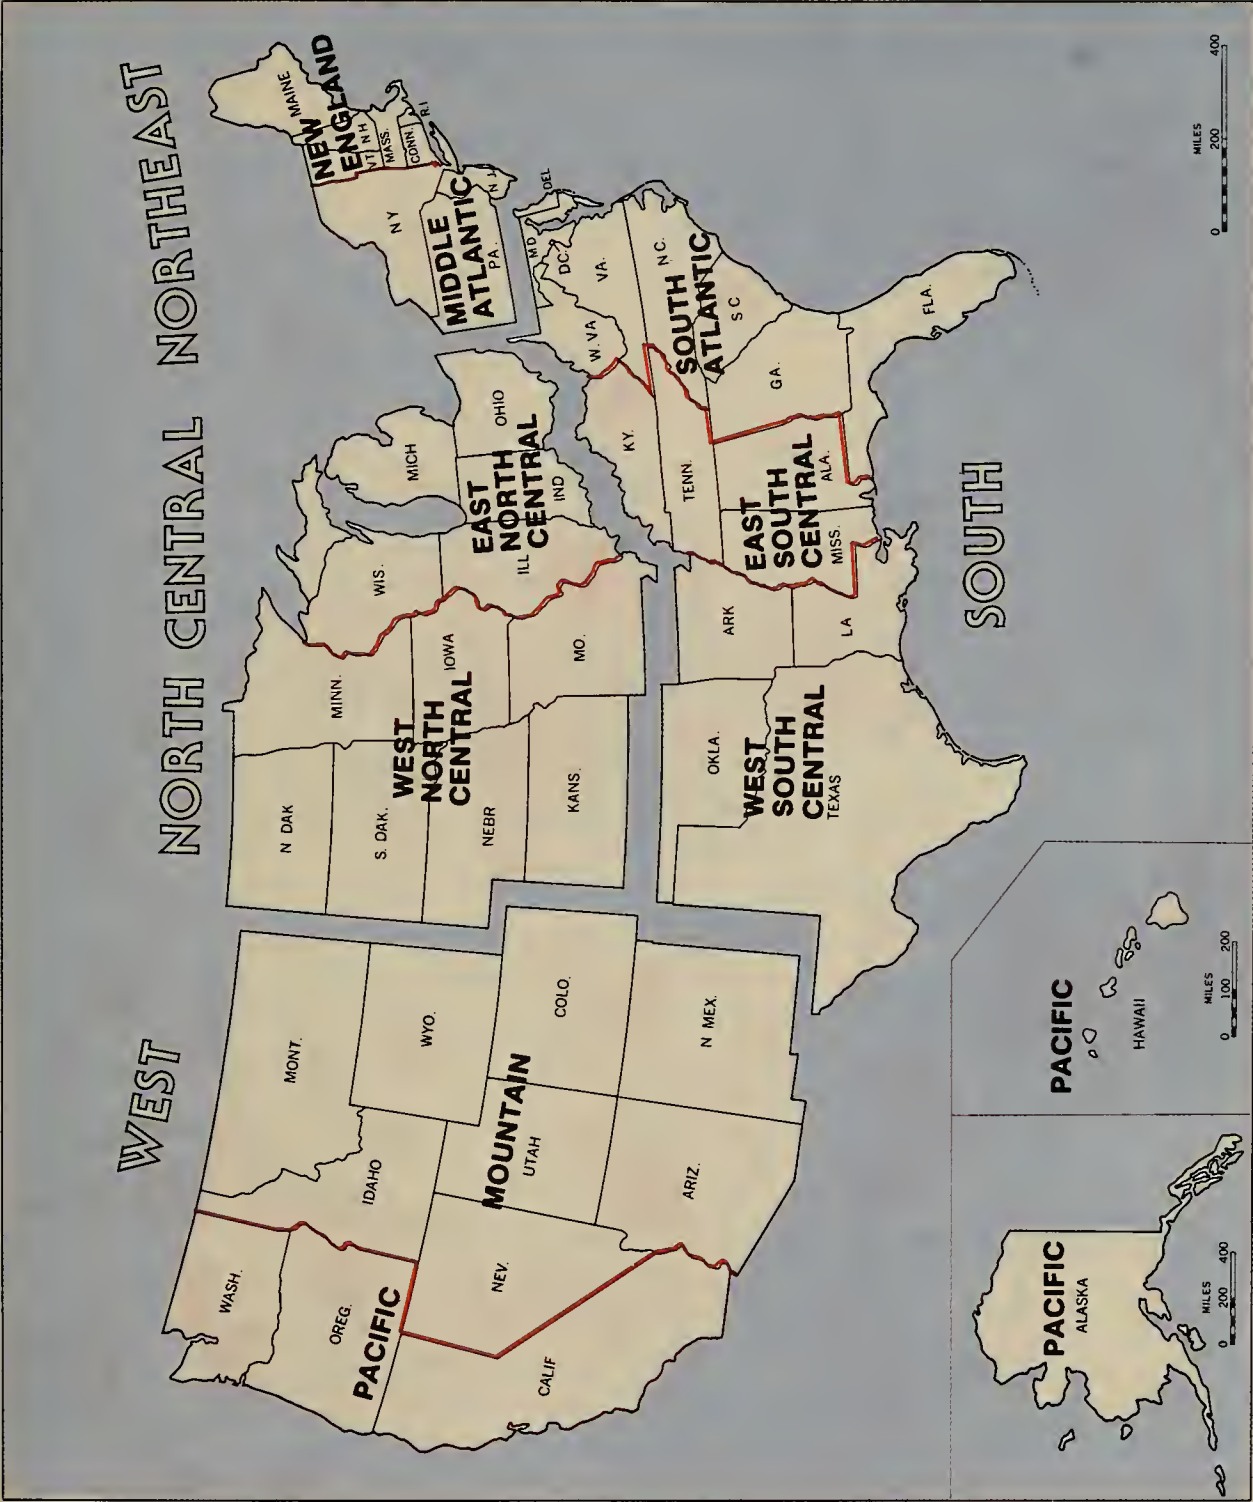 WEST
NORTH CENTRAL
NORTHEAST
SOUTH
PACIFIC
WASH.
OREG.
CALIF
MOUNTAIN
MONT.
IDAHO
WYO.
NEV.
UTAH
COLO.
ARIZ.
N MEX.
WEST
NORTH
CENTRAL
N DAK
S. DAK.
NEBR
KANS.
MINN.
IOWA
MO.
EAST
NORTH
CENTRAL
WIS.
MICH
ILL
IND
OHIO
MIDDLE
ATLANTIC
NY
PA.
N J.
NEW
ENGLAND
MAINE
VT
N H
MASS.
CONN.
R.I
WEST
SOUTH
CENTRAL
OKLA.
TEXAS
ARK
LA
EAST
SOUTH
CENTRAL
KY.
TENN.
MISS.
ALA.
SOUTH
ATLANTIC
W.VA
VA.
MD
DC.
DEL
N C.
S C
GA.
FLA.
PACIFIC
ALASKA
MILES
0 200 400
PACIFIC
HAWAII
MILES
0 100 200
MILES
0 200 400